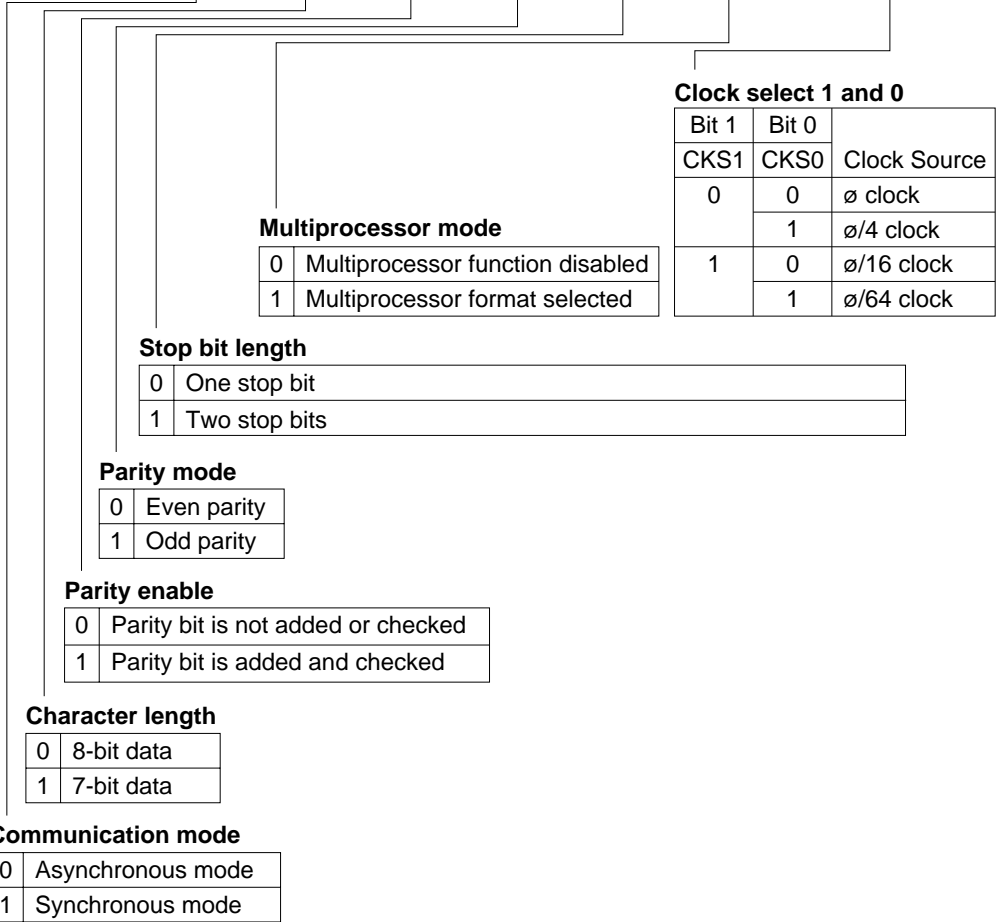 Clock select 1 and 0
Bit 1 Bit 0
CKS1 CKS0 Clock Source
0 0 ø clock
1 ø/4 clock
1 0 ø/16 clock
1 ø/64 clock
Multiprocessor mode
0 Multiprocessor function disabled
1 Multiprocessor format selected
Stop bit length
0 One stop bit
1 Two stop bits
Parity mode
0 Even parity
1 Odd parity
Parity enable
0 Parity bit is not added or checked
1 Parity bit is added and checked
Character length
0 8-bit data
1 7-bit data
Communication mode
0 Asynchronous mode
1 Synchronous mode